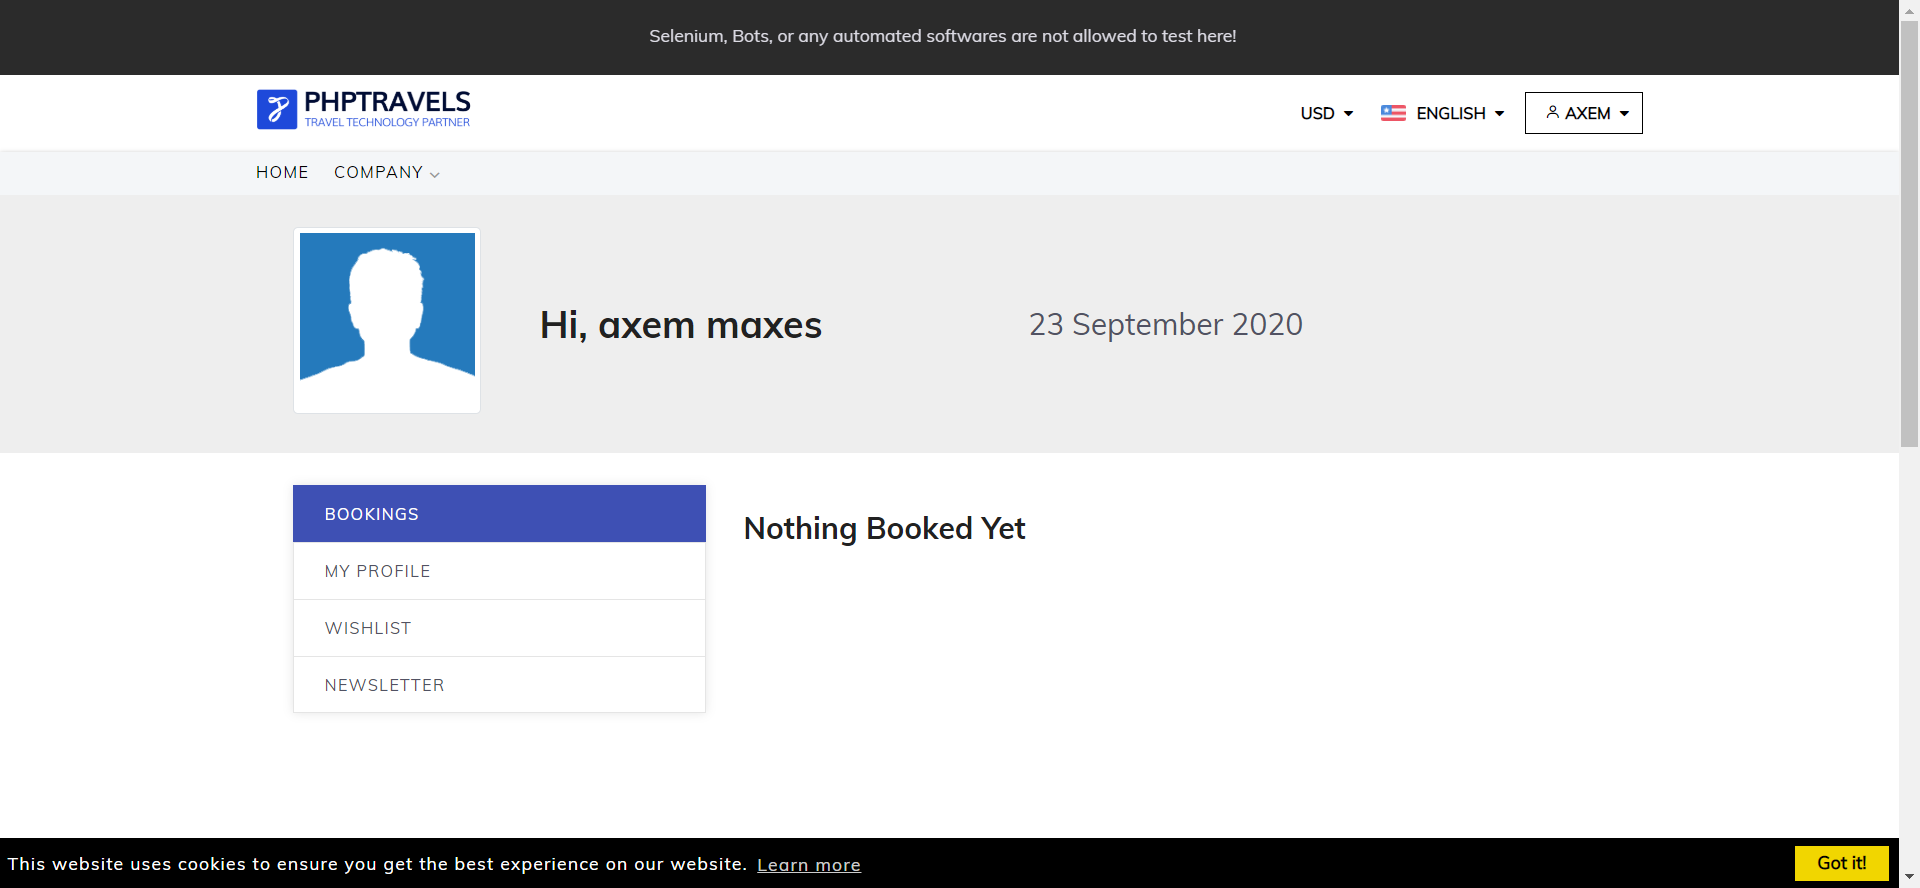 Selenium, Bots, or any automated softwares are not allowed to test here!
PHPTRAVELS
TRAVEL TECHNOLOGY PARTNER
USD
ENGLISH
AXEM
HOME
COMPANY
Hi, axem maxes
23 September 2020
BOOKINGS
MY PROFILE
WISHLIST
NEWSLETTER
Nothing Booked Yet
This website uses cookies to ensure you get the best experience on our website. Learn more
Got it!